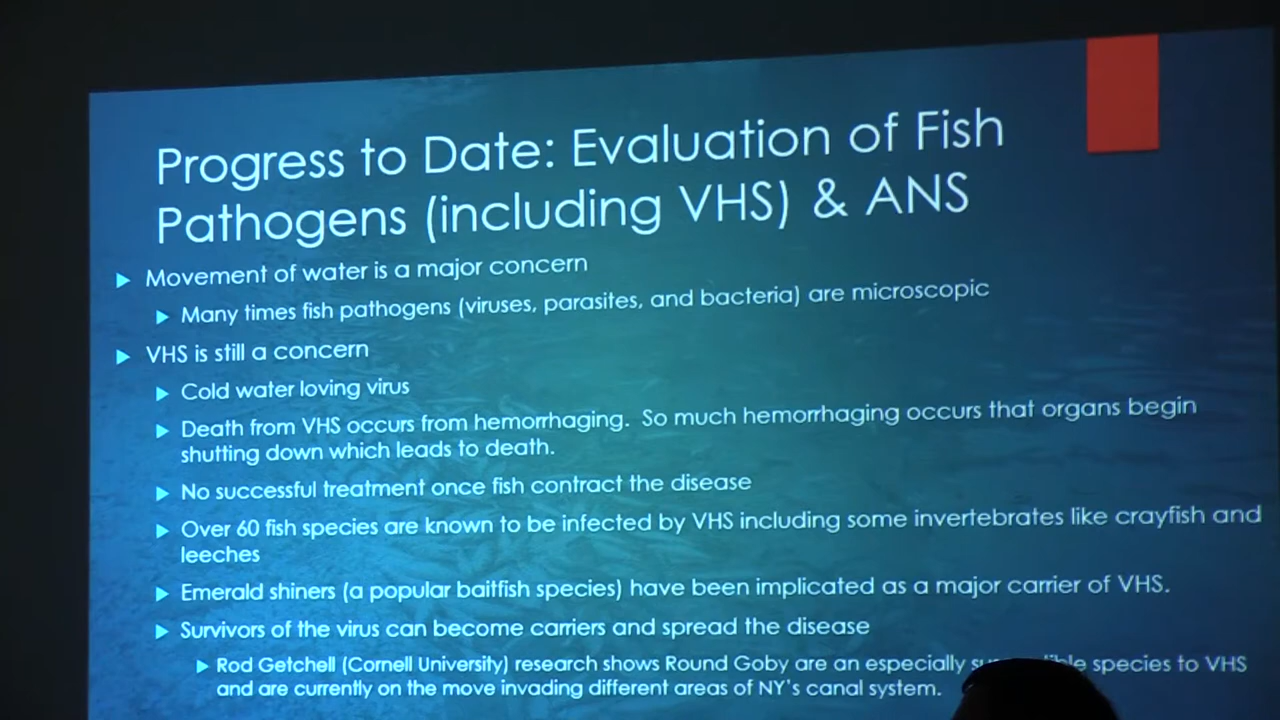 Progress to Date: Evaluation of Fish
Pathogens (including VHS) & ANS
Movement of water is a major concern
Many times fish pathogens (viruses, parasites, and bacteria) are microscopic
VHS is still a concern
Cold water loving virus
Death from VHS occurs from hemorrhaging. So much hemorrhaging occurs that organs begin
shutting down which leads to death.
No successful treatment once fish contract the disease
Over 60 fish species are known to be infected by VHS including some invertebrates like crayfish and
leeches
Emerald shiners (a popular baitfish species) have been implicated as a major carrier of VHS.
Survivors of the virus can become carriers and spread the disease
Rod Getchell (Cornell University) research shows Round Goby are an especially species to VHS
and are currently on the move invading different areas of NY's canal system.